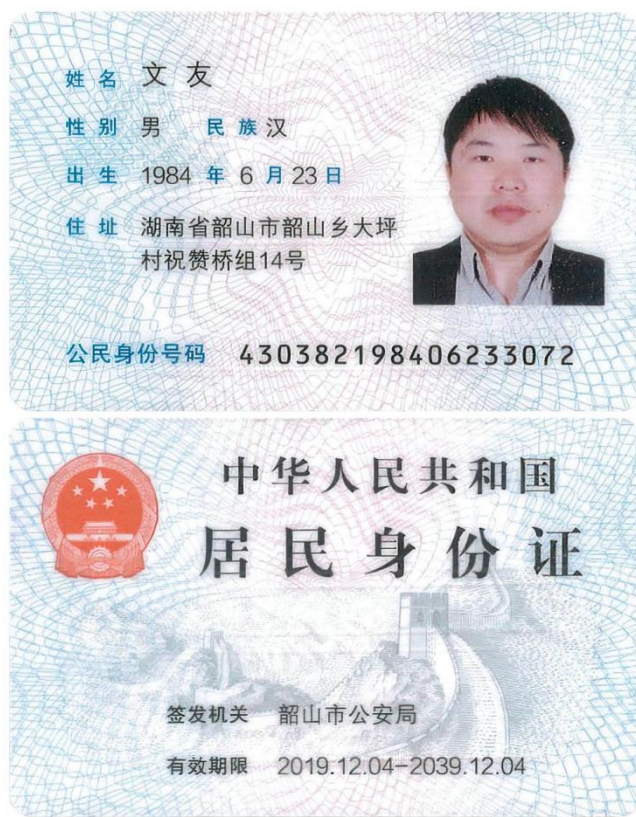 姓名 文友
性别 男 民族 汉
出生 1984 年 6 月 23 日
住址 湖南省韶山市韶山乡大坪
村祝赞桥组14号
公民身份号码 430382198406233072
中华人民共和国
居民身份证
签发机关 韶山市公安局
有效期限 2019.12.04-2039.12.04